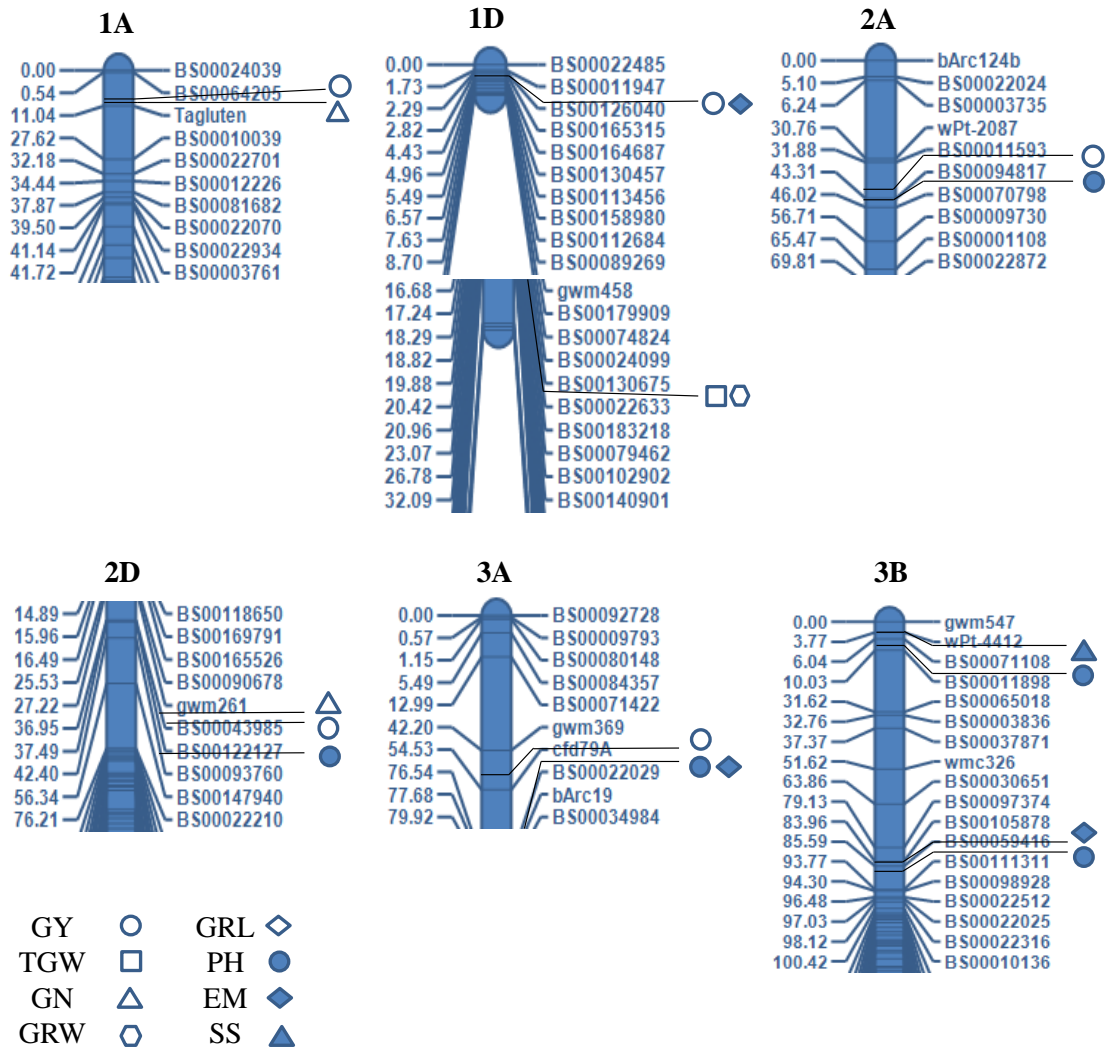 1A
0.00 BS00024039
0.54 BS00064205
11.04 Tagluten
27.62 BS00010039
32.18 BS00022701
34.44 BS00012226
37.87 BS00081682
39.50 BS00022070
41.14 BS00022934
41.72 BS00003761
1D
0.00 BS00022485
1.73 BS00011947
2.29 BS00126040
2.82 BS00165315
4.43 BS00164687
4.96 BS00130457
5.49 BS00113456
6.57 BS00158980
7.63 BS00112684
8.70 BS00089269
16.68 gwm458
17.24 BS00179909
18.29 BS00074824
18.82 BS00024099
19.88 BS00130675
20.42 BS00022633
20.96 BS00183218
23.07 BS00079462
26.78 BS00102902
32.09 BS00140901
2A
0.00 bArc124b
5.10 BS00022024
6.24 BS00003735
30.76 wPt-2087
31.88 BS00011593
43.31 BS00094817
46.02 BS00070798
56.71 BS00009730
65.47 BS00001108
69.81 BS00022872
2D
14.89 BS00118650
15.96 BS00169791
16.49 BS00165526
25.53 BS00090678
27.22 gwm261
36.95 BS00043985
37.49 BS00122127
42.40 BS00093760
56.34 BS00147940
76.21 BS00022210
3A
0.00 BS00092728
0.57 BS00009793
1.15 BS00080148
5.49 BS00084357
12.99 BS00071422
42.20 gwm369
54.53 cfd79A
76.54 BS00022029
77.68 bArc19
79.92 BS00034984
3B
0.00 gwm547
3.77 wPt-4412
6.04 BS00071108
10.03 BS00011898
31.62 BS00065018
32.76 BS00003836
37.37 BS00037871
51.62 wmc326
63.86 BS00030651
79.13 BS00097374
83.96 BS00105878
85.59 BS00059416
93.77 BS00111311
94.30 BS00098928
96.48 BS00022512
97.03 BS00022025
98.12 BS00022316
100.42 BS00010136
GY GRL
TGW PH
GN EM
GRW SS